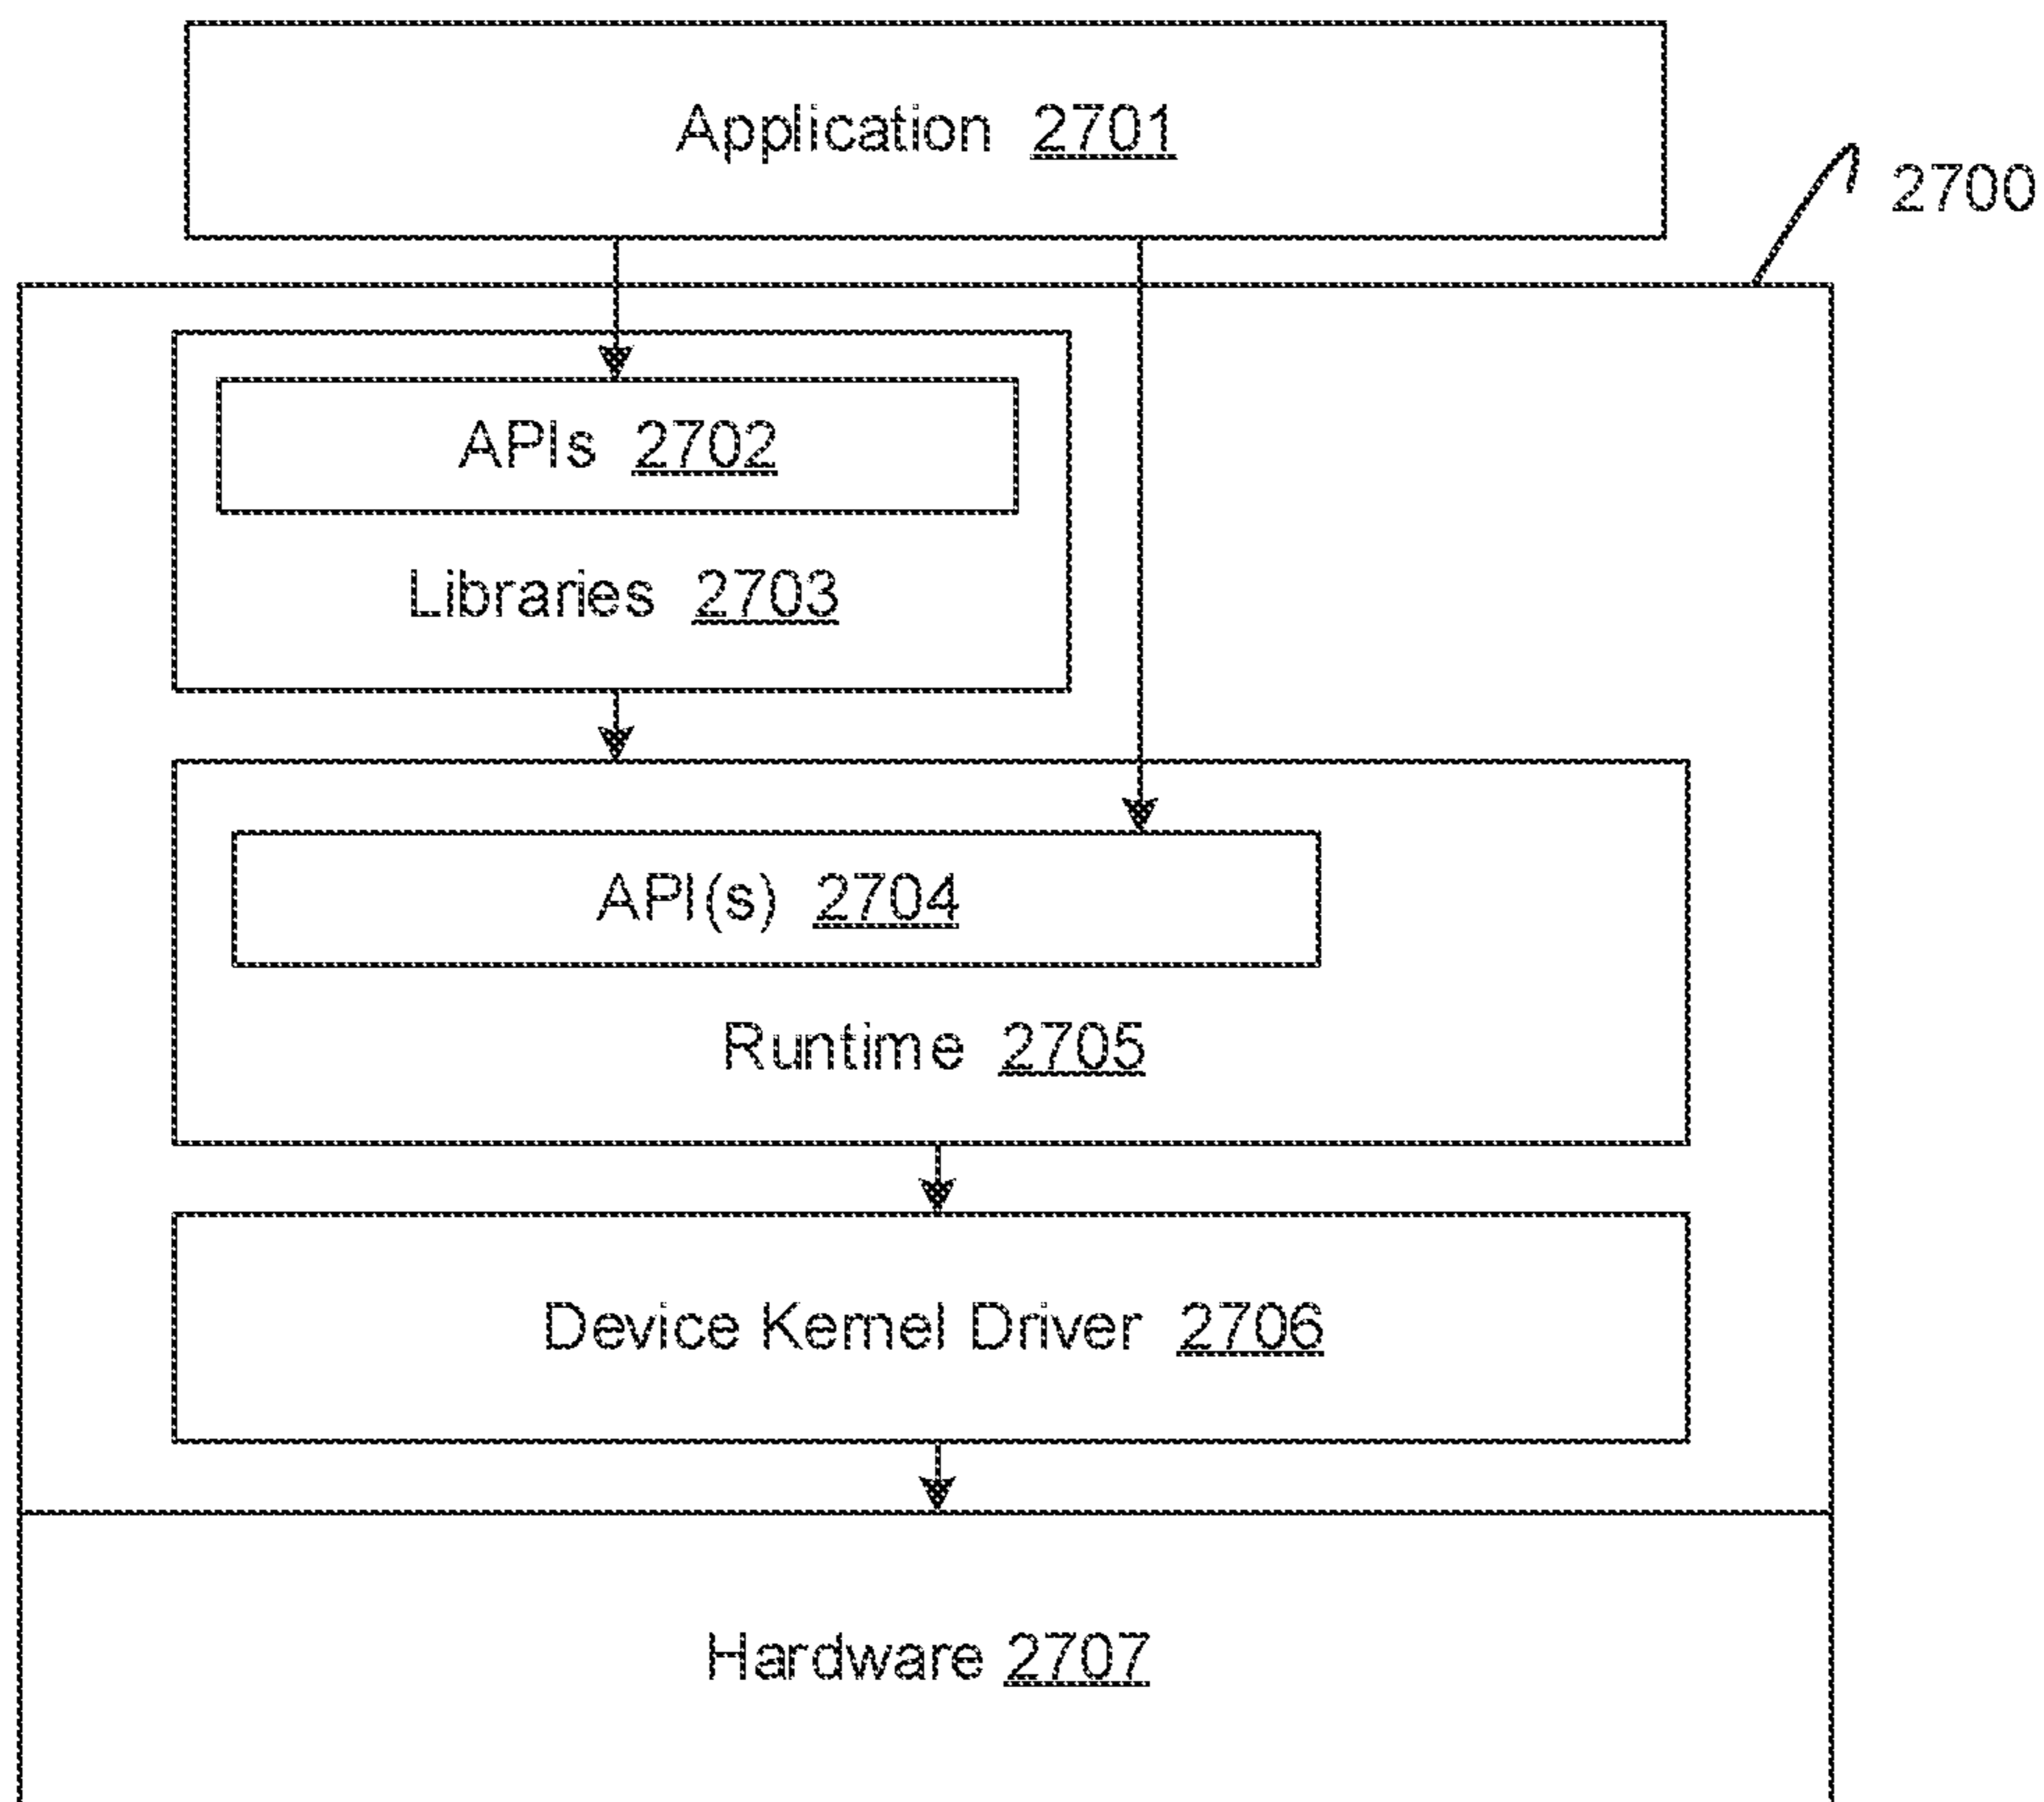 Application 2701
2700
APIs 2702
Libraries 2703
API(s) 2704
Runtime 2705
Device Kernel Driver 2706
Hardware 2707